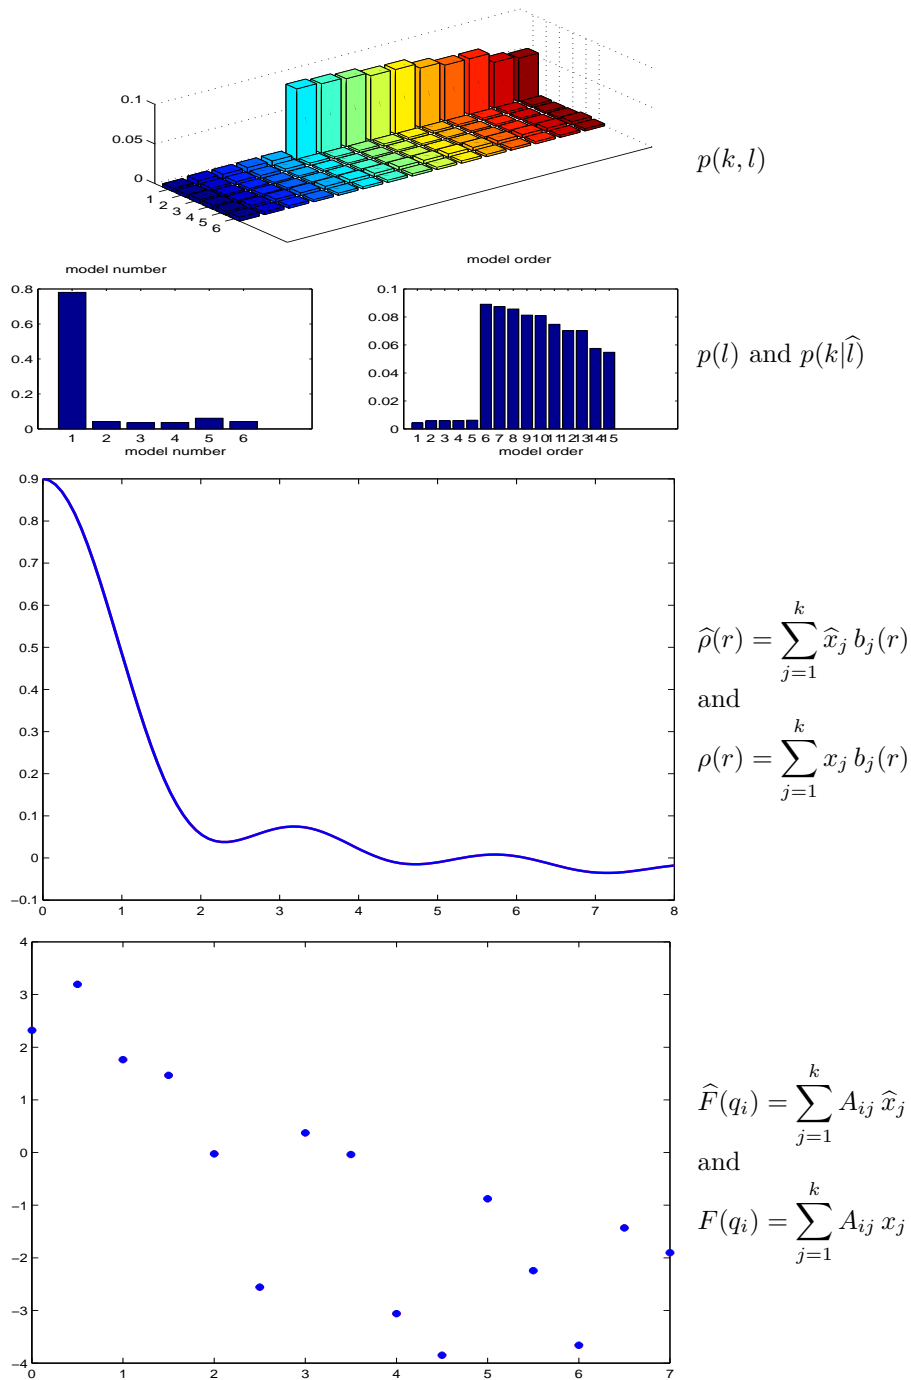 0.1
0.05
0
1
2
3
4
5
6
p(k, l)
model number
model order
0.8
0.6
0.4
0.2
0
1 2 3 4 5 6
model number
0.1
0.08
0.06
0.04
0.02
0
1 2 3 4 5 6 7 8 9 10 11 12 13 14 15
model order
p(l) and p(k|l̂)
0.9
0.8
0.7
0.6
0.5
0.4
0.3
0.2
0.1
0
−0.1
0 1 2 3 4 5 6 7 8
ρ̂(r) = ∑_{j=1}^{k} x̂_j b_j(r)
and
ρ(r) = ∑_{j=1}^{k} x_j b_j(r)
4
3
2
1
0
−1
−2
−3
−4
0 1 2 3 4 5 6 7
F̂(q_i) = ∑_{j=1}^{k} A_{ij} x̂_j
and
F(q_i) = ∑_{j=1}^{k} A_{ij} x_j